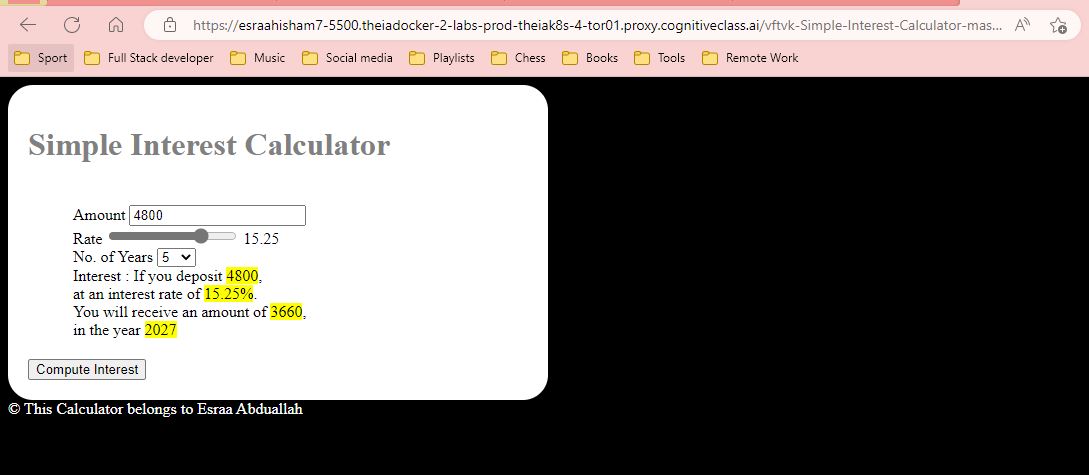 https://esraahisham7-5500.theiadocker-2-labs-prod-theiak8s-4-tor01.proxy.cognitiveclass.ai/vftvk-Simple-Interest-Calculator-mas...
Sport Full Stack developer Music Social media Playlists Chess Books Tools Remote Work
Simple Interest Calculator
Amount 4800
Rate 15.25
No. of Years 5
Interest : If you deposit 4800,
at an interest rate of 15.25%.
You will receive an amount of 3660,
in the year 2027
Compute Interest
© This Calculator belongs to Esraa Abduallah